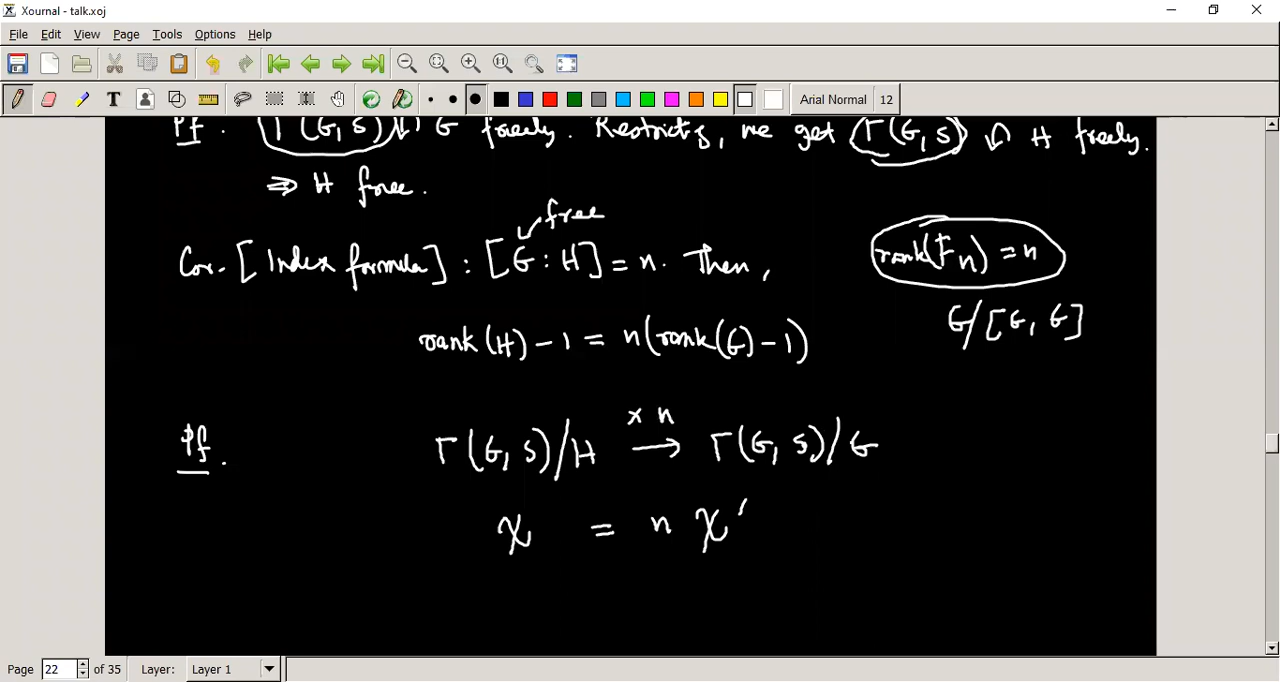 Xournal - talk.xoj
File Edit View Page Tools Options Help
Arial Normal 12
Pf. Γ(G, S) ↶ G freely. Restricting, we get Γ(G, S) ↶ H freely.
⇒ H free.
free
Cor. [Index formula] : [G : H] = n. Then,
rank(Fn) = n
G/[G, G]
rank(H) - 1 = n(rank(G) - 1)
Pf. Γ(G, S)/H →^{× n} Γ(G, S)/G
χ = n χ'
Page 22 of 35 Layer: Layer 1